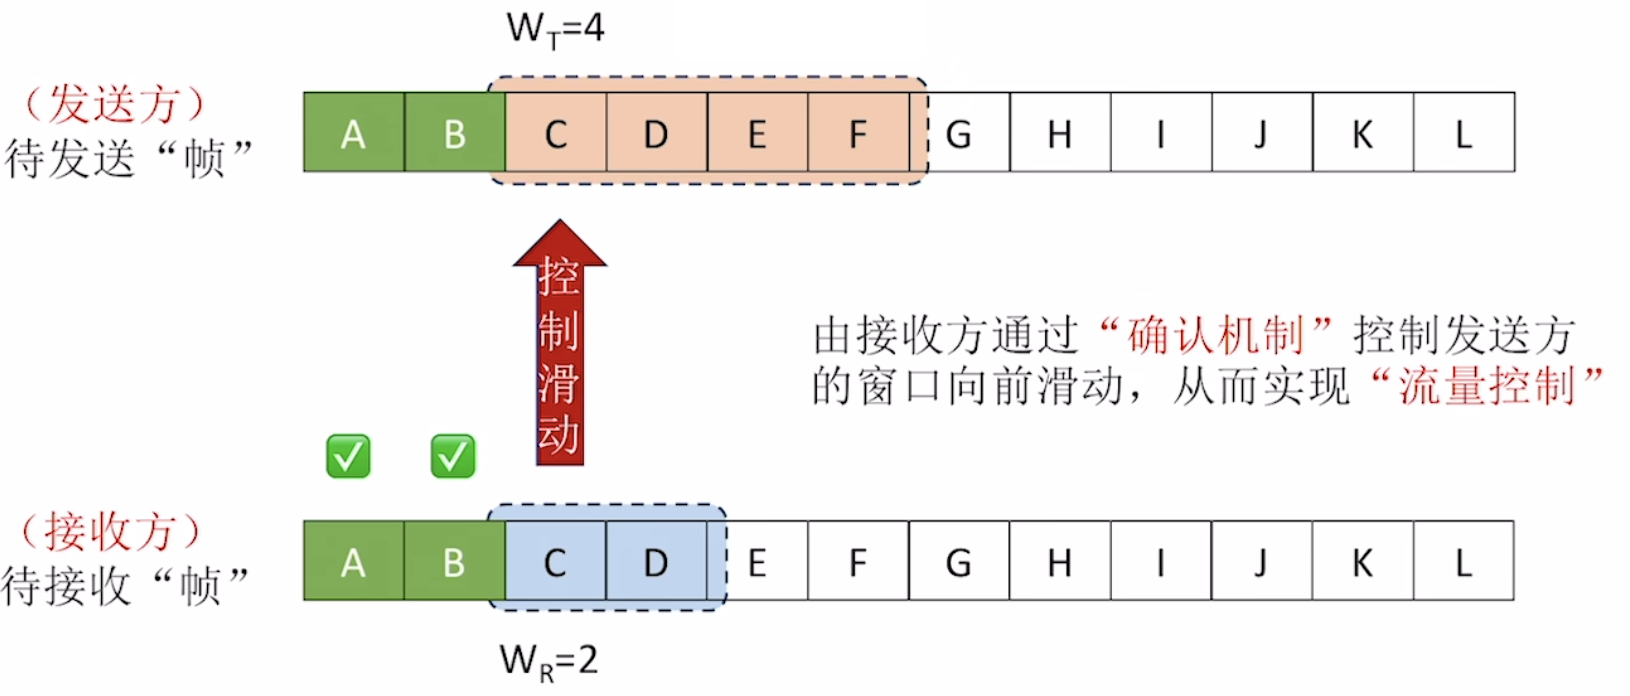 W_T=4
（发送方）
待发送“帧”
A B C D E F G H I J K L
控制滑动
由接收方通过“确认机制”控制发送方
的窗口向前滑动，从而实现“流量控制”
（接收方）
待接收“帧”
A B C D E F G H I J K L
W_R=2